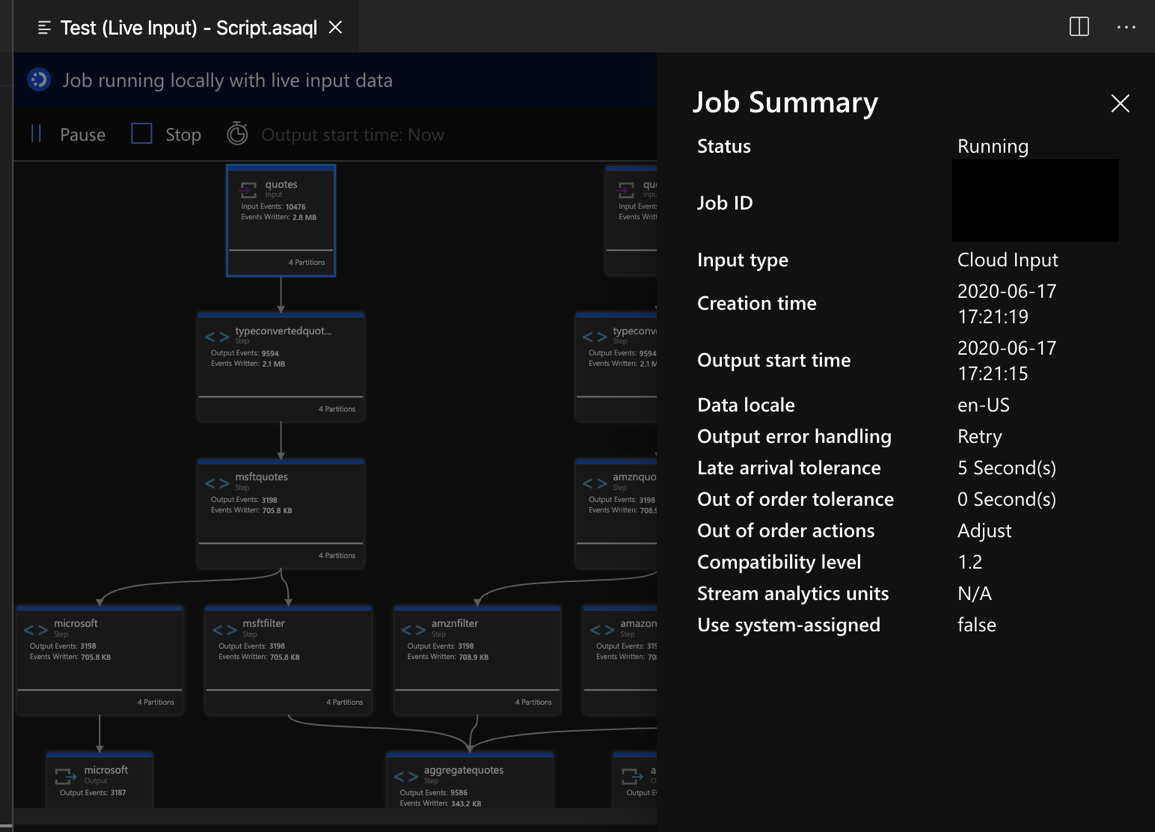 Test (Live Input) - Script.asaql
Job running locally with live input data
Pause
Stop
Output start time: Now
quotes
Input
Input Events: 10476
Events Written: 2.8 MB
4 Partitions
Input Events
Events Writt
typeconvertedquot...
Step
Output Events: 9594
Events Written: 2.1 MB
4 Partitions
typeconve
Step
Output Events: 9594
Events Written: 2.1 M
msftquotes
Step
Output Events: 3198
Events Written: 705.8 KB
4 Partitions
amznquo
Step
Output Events: 3198
Events Written: 708.9
microsoft
Step
Output Events: 3198
Events Written: 705.8 KB
4 Partitions
msftfilter
Step
Output Events: 3198
Events Written: 705.8 KB
4 Partitions
amznfilter
Step
Output Events: 3198
Events Written: 708.9 KB
4 Partitions
amazon
Step
Output Events: 319
Events Written: 70
microsoft
Output
Output Events: 3187
aggregatequotes
Step
Output Events: 9586
Events Written: 343.2 KB
a
Output E
Job Summary
Status Running
Job ID
Input type Cloud Input
Creation time 2020-06-17
17:21:19
Output start time 2020-06-17
17:21:15
Data locale en-US
Output error handling Retry
Late arrival tolerance 5 Second(s)
Out of order tolerance 0 Second(s)
Out of order actions Adjust
Compatibility level 1.2
Stream analytics units N/A
Use system-assigned false